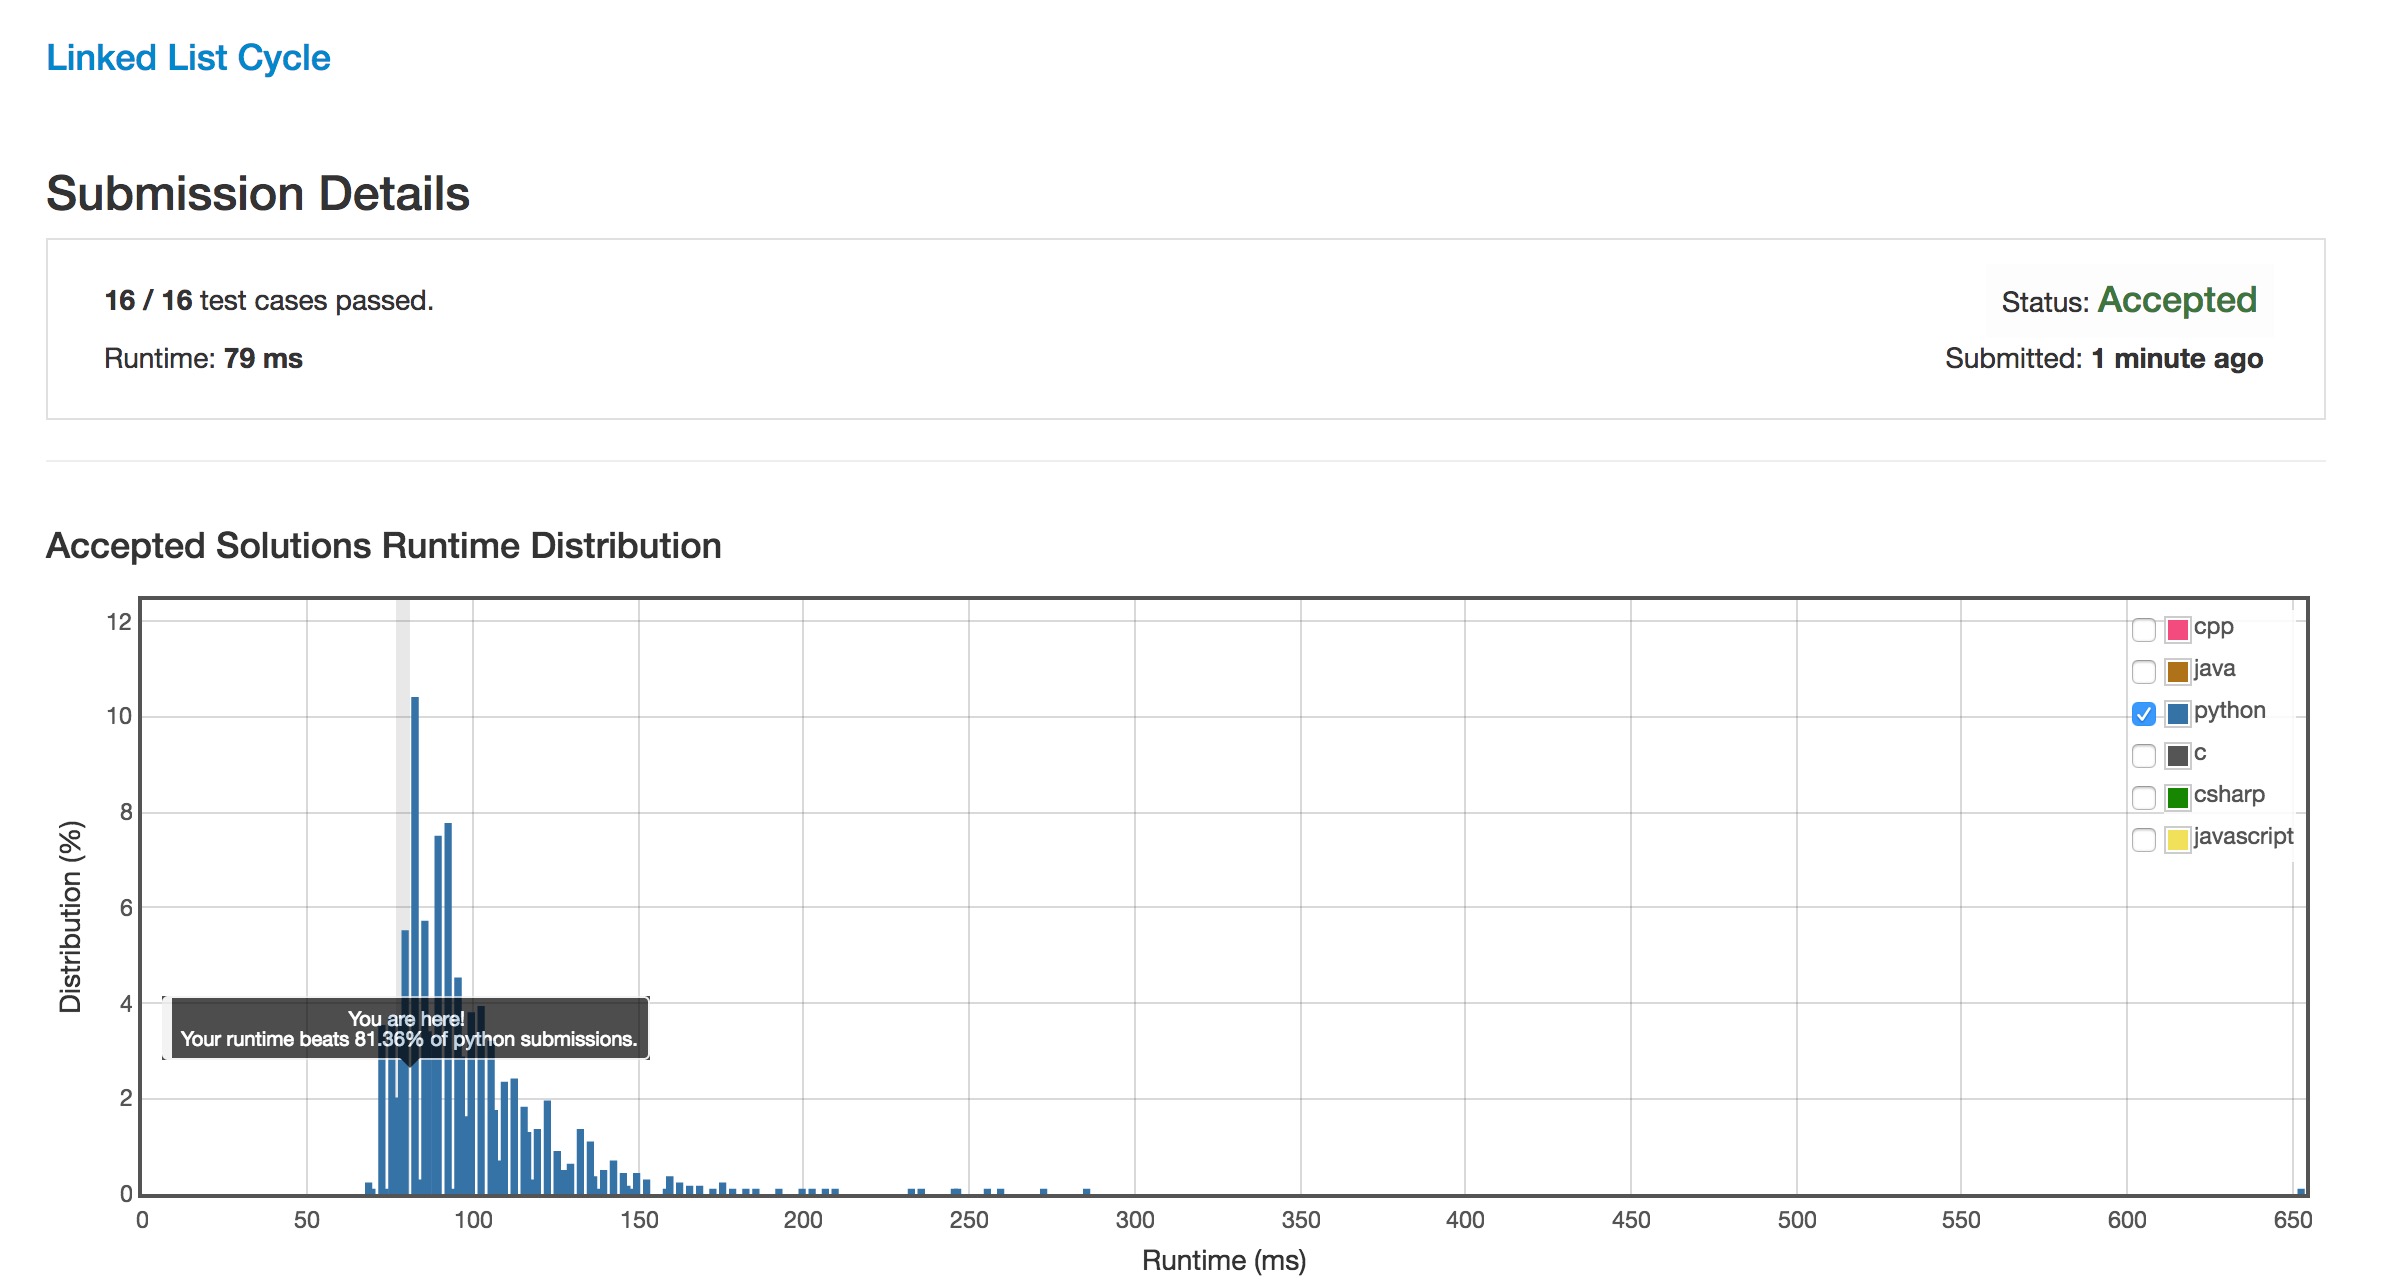 Linked List Cycle
Submission Details
16 / 16 test cases passed.
Status: Accepted
Runtime: 79 ms
Submitted: 1 minute ago
Accepted Solutions Runtime Distribution
12
10
8
6
4
2
0
Distribution (%)
cpp
java
python
c
csharp
javascript
You are here!
Your runtime beats 81.36% of python submissions.
0 50 100 150 200 250 300 350 400 450 500 550 600 650
Runtime (ms)